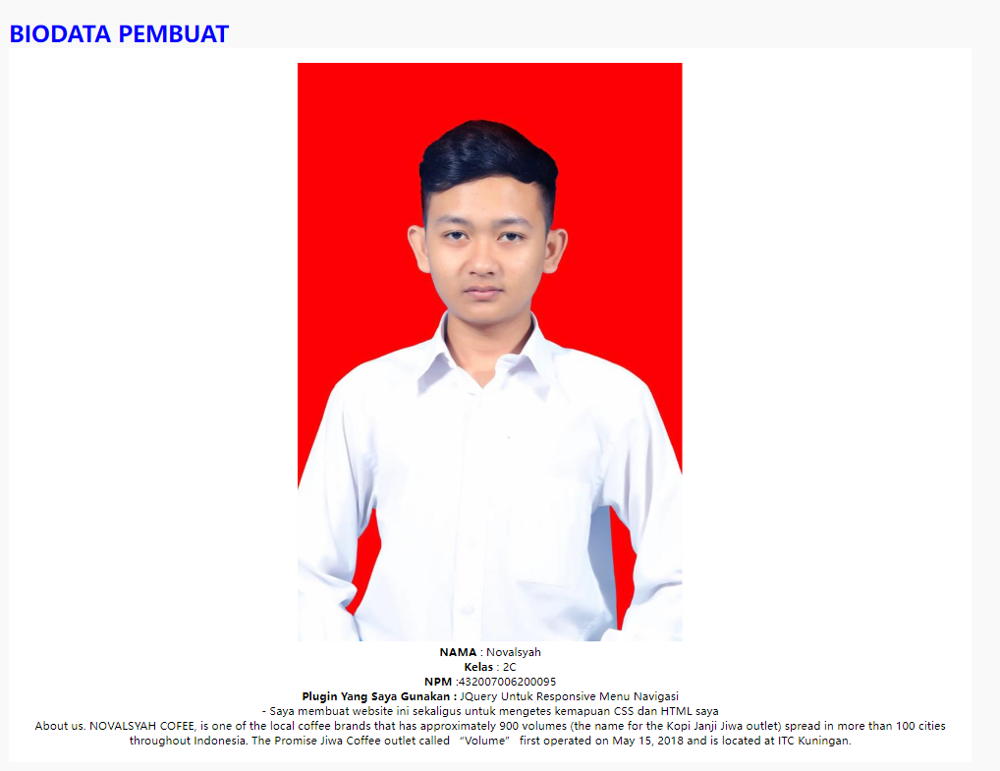 BIODATA PEMBUAT
NAMA : Novalsyah
Kelas : 2C
NPM :432007006200095
Plugin Yang Saya Gunakan : JQuery Untuk Responsive Menu Navigasi
- Saya membuat website ini sekaligus untuk mengetes kemapuan CSS dan HTML saya
About us. NOVALSYAH COFEE, is one of the local coffee brands that has approximately 900 volumes (the name for the Kopi Janji Jiwa outlet) spread in more than 100 cities
throughout Indonesia. The Promise Jiwa Coffee outlet called “Volume” first operated on May 15, 2018 and is located at ITC Kuningan.